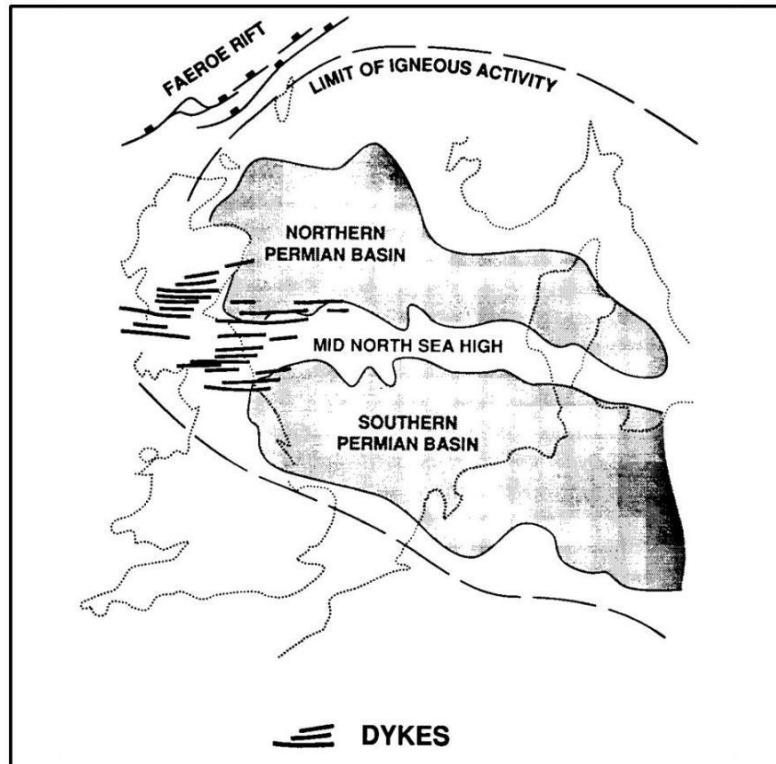 FAEROE RIFT
LIMIT OF IGNEOUS ACTIVITY
NORTHERN
PERMIAN BASIN
MID NORTH SEA HIGH
SOUTHERN
PERMIAN BASIN
DYKES